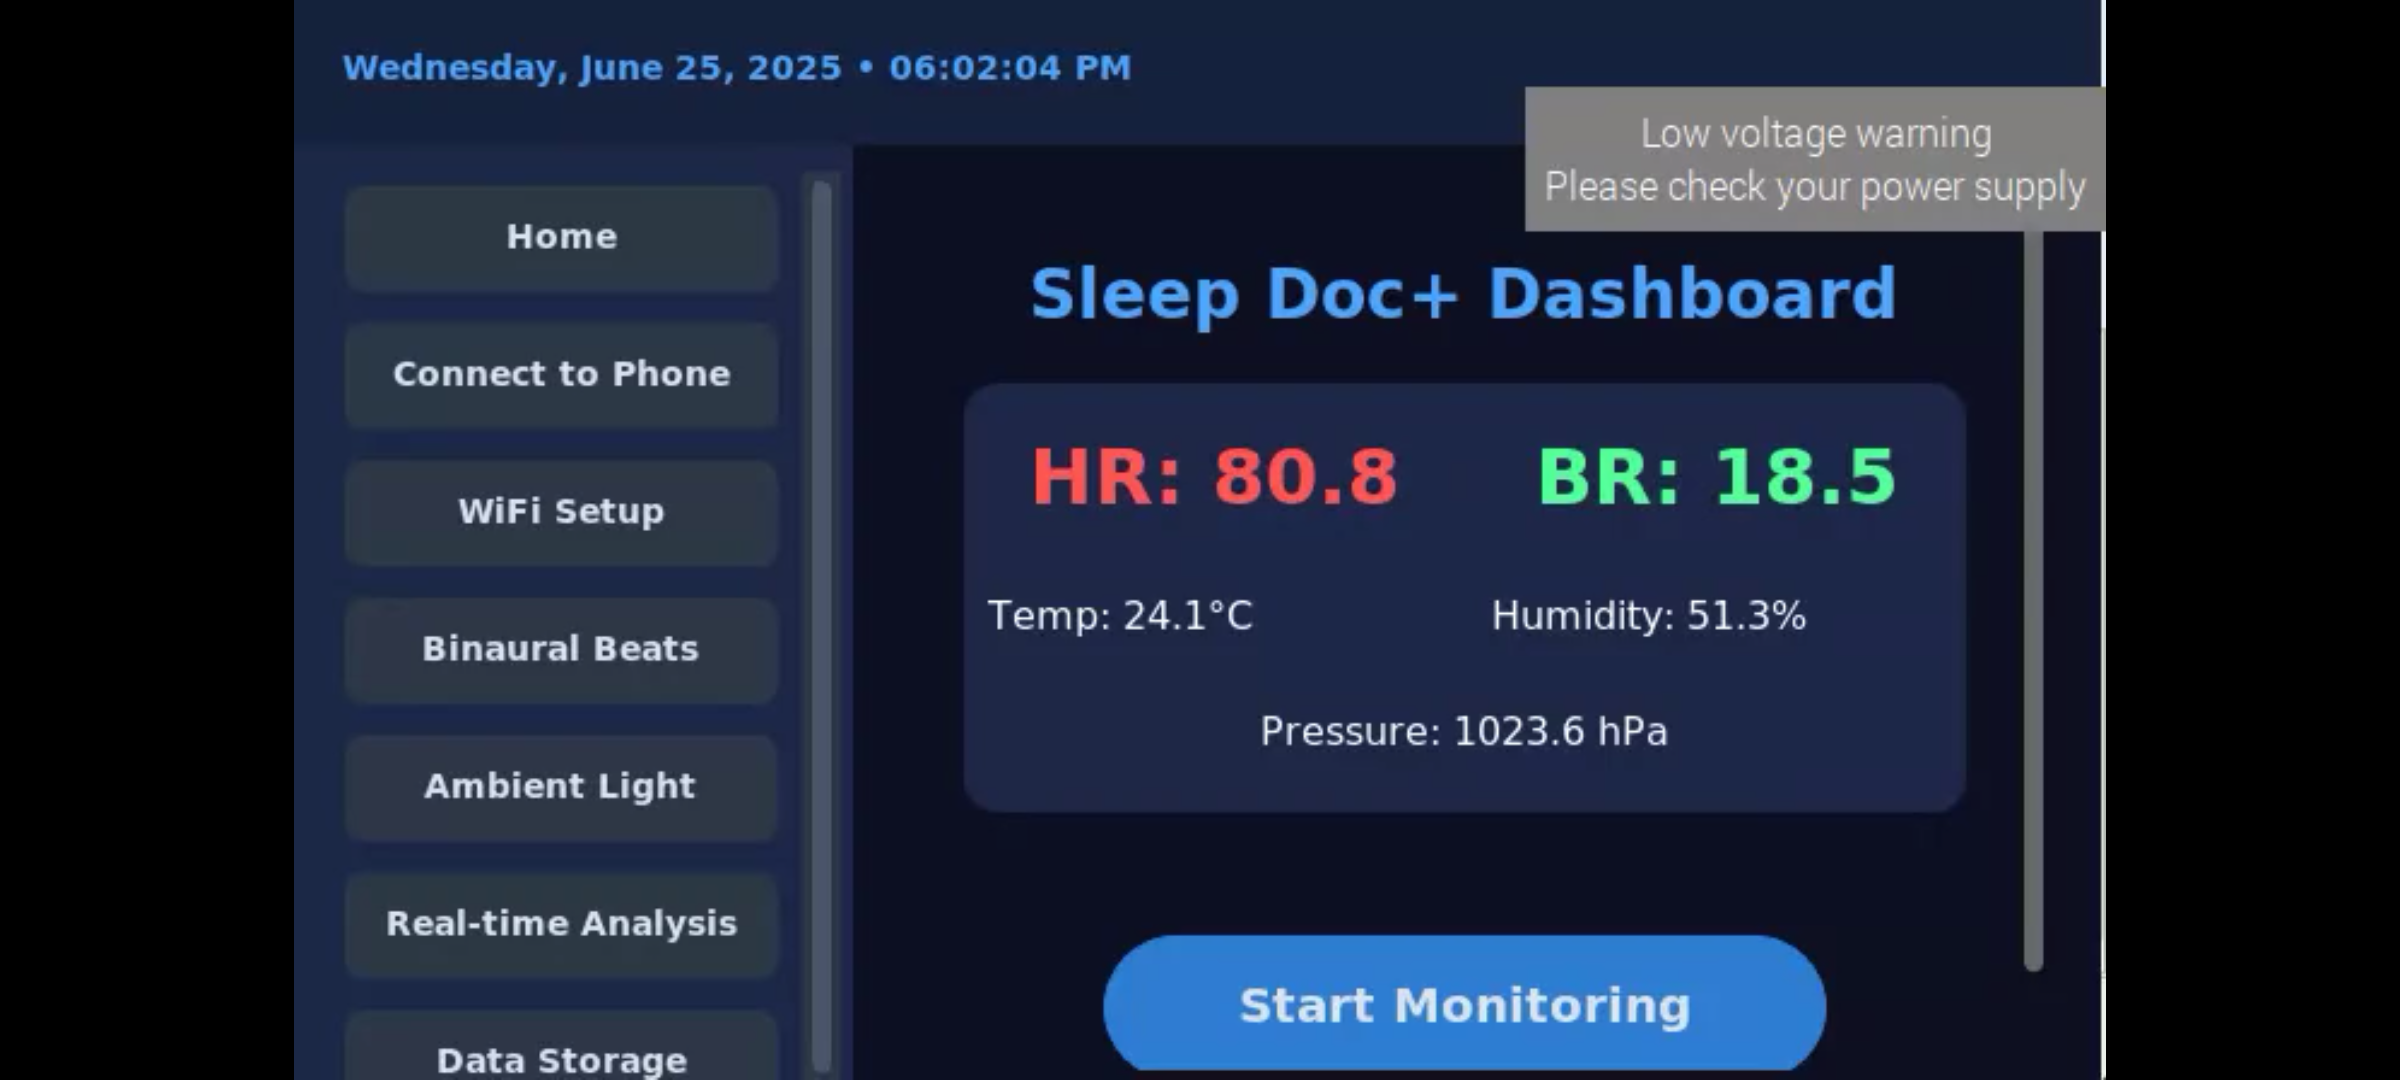 Wednesday, June 25, 2025 • 06:02:04 PM
Low voltage warning
Please check your power supply
Home
Connect to Phone
WiFi Setup
Binaural Beats
Ambient Light
Real-time Analysis
Data Storage
Sleep Doc+ Dashboard
HR: 80.8 BR: 18.5
Temp: 24.1°C Humidity: 51.3%
Pressure: 1023.6 hPa
Start Monitoring